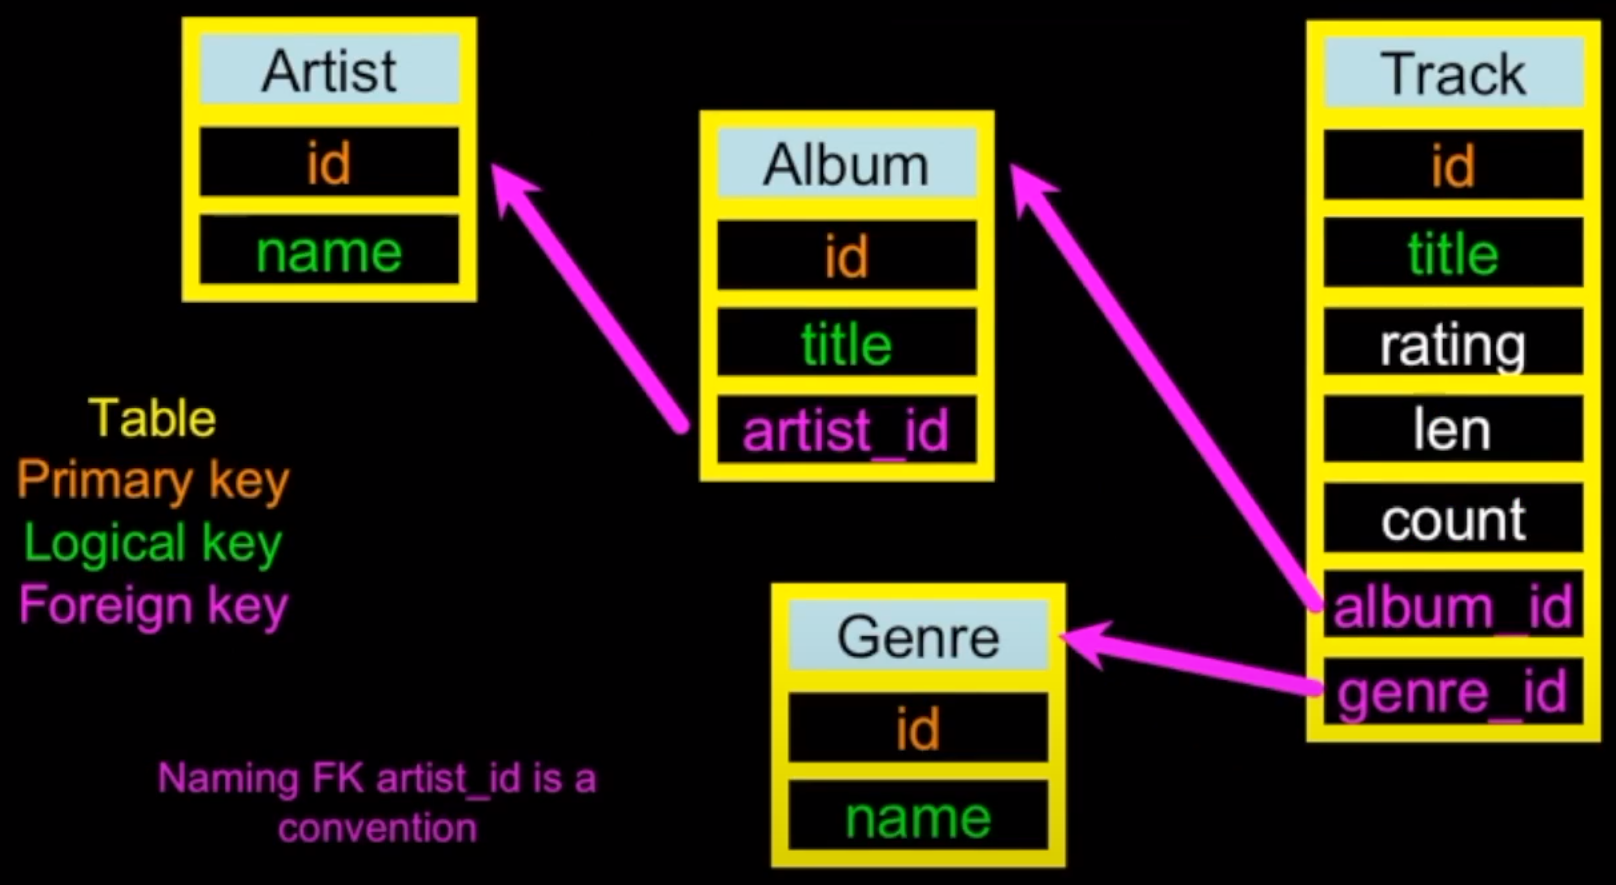 Artist
id
name
Album
id
title
artist_id
Track
id
title
rating
len
count
album_id
genre_id
Genre
id
name
Table
Primary key
Logical key
Foreign key
Naming FK artist_id is a
convention